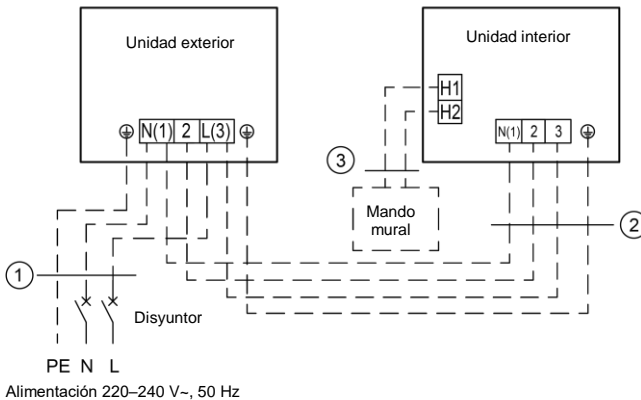 Unidad exterior
Unidad interior
H1
H2
N(1) 2 L(3)
N(1) 2 3
3
Mando
mural
2
1
Disyuntor
PE N L
Alimentación 220–240 V~, 50 Hz